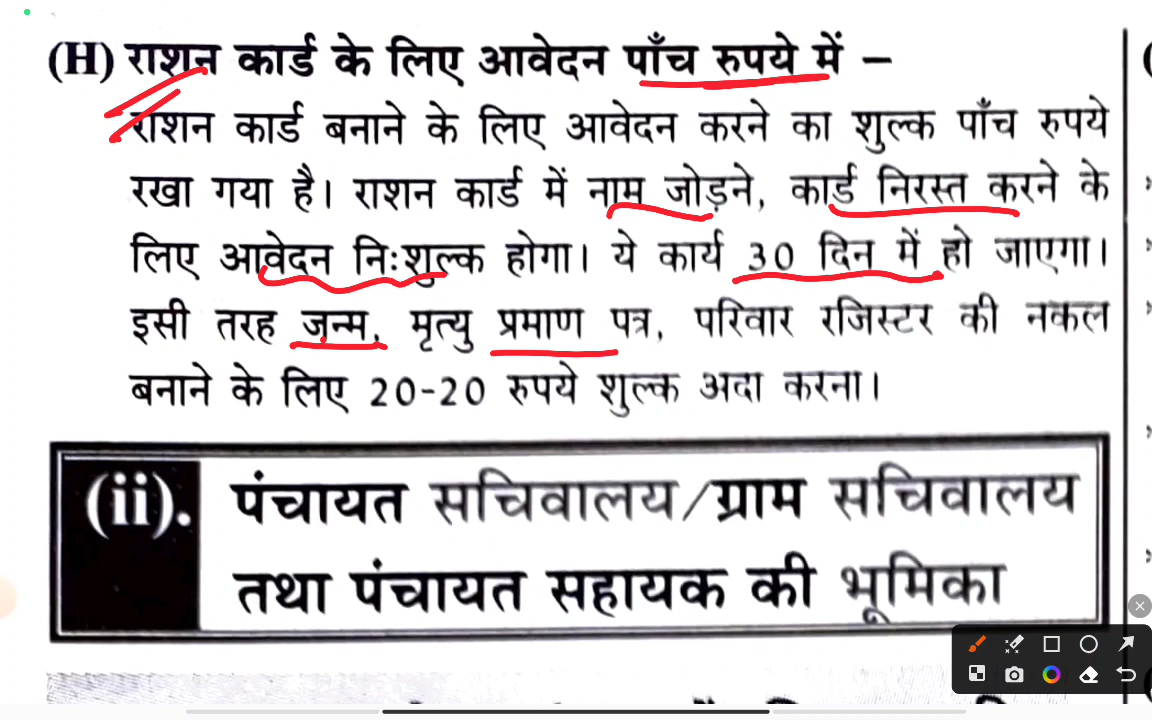 (H) राशन कार्ड के लिए आवेदन पाँच रुपये में –
राशन कार्ड बनाने के लिए आवेदन करने का शुल्क पाँच रुपये
रखा गया है। राशन कार्ड में नाम जोड़ने, कार्ड निरस्त करने के
लिए आवेदन निःशुल्क होगा। ये कार्य 30 दिन में हो जाएगा।
इसी तरह जन्म, मृत्यु प्रमाण पत्र, परिवार रजिस्टर की नकल
बनाने के लिए 20-20 रुपये शुल्क अदा करना।
(ii). पंचायत सचिवालय/ग्राम सचिवालय
तथा पंचायत सहायक की भूमिका